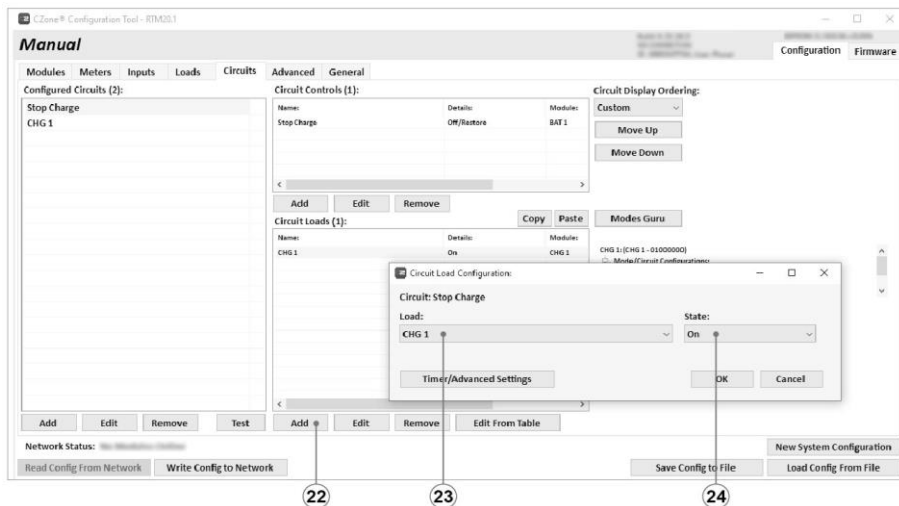 CZone® Configuration Tool - RTM20.1
Manual
Configuration Firmware
Modules Meters Inputs Loads Circuits Advanced General
Configured Circuits (2):
Stop Charge
CHG 1
Circuit Controls (1):
Name: Details: Module:
Stop Charge Off/Restore BAT 1
Add Edit Remove
Circuit Display Ordering:
Custom
Move Up
Move Down
Circuit Loads (1):
Copy Paste
Modes Guru
Name: Details: Module:
CHG 1 On CHG 1
CHG 1: (CHG 1 - 01000000)
Mode/Circuit Configurations:
Circuit Load Configuration:
Circuit: Stop Charge
Load: State:
CHG 1 On
Timer/Advanced Settings OK Cancel
Add Edit Remove Test
Add Edit Remove Edit From Table
Network Status:
New System Configuration
Read Config From Network Write Config to Network
Save Config to File Load Config From File
22 23 24